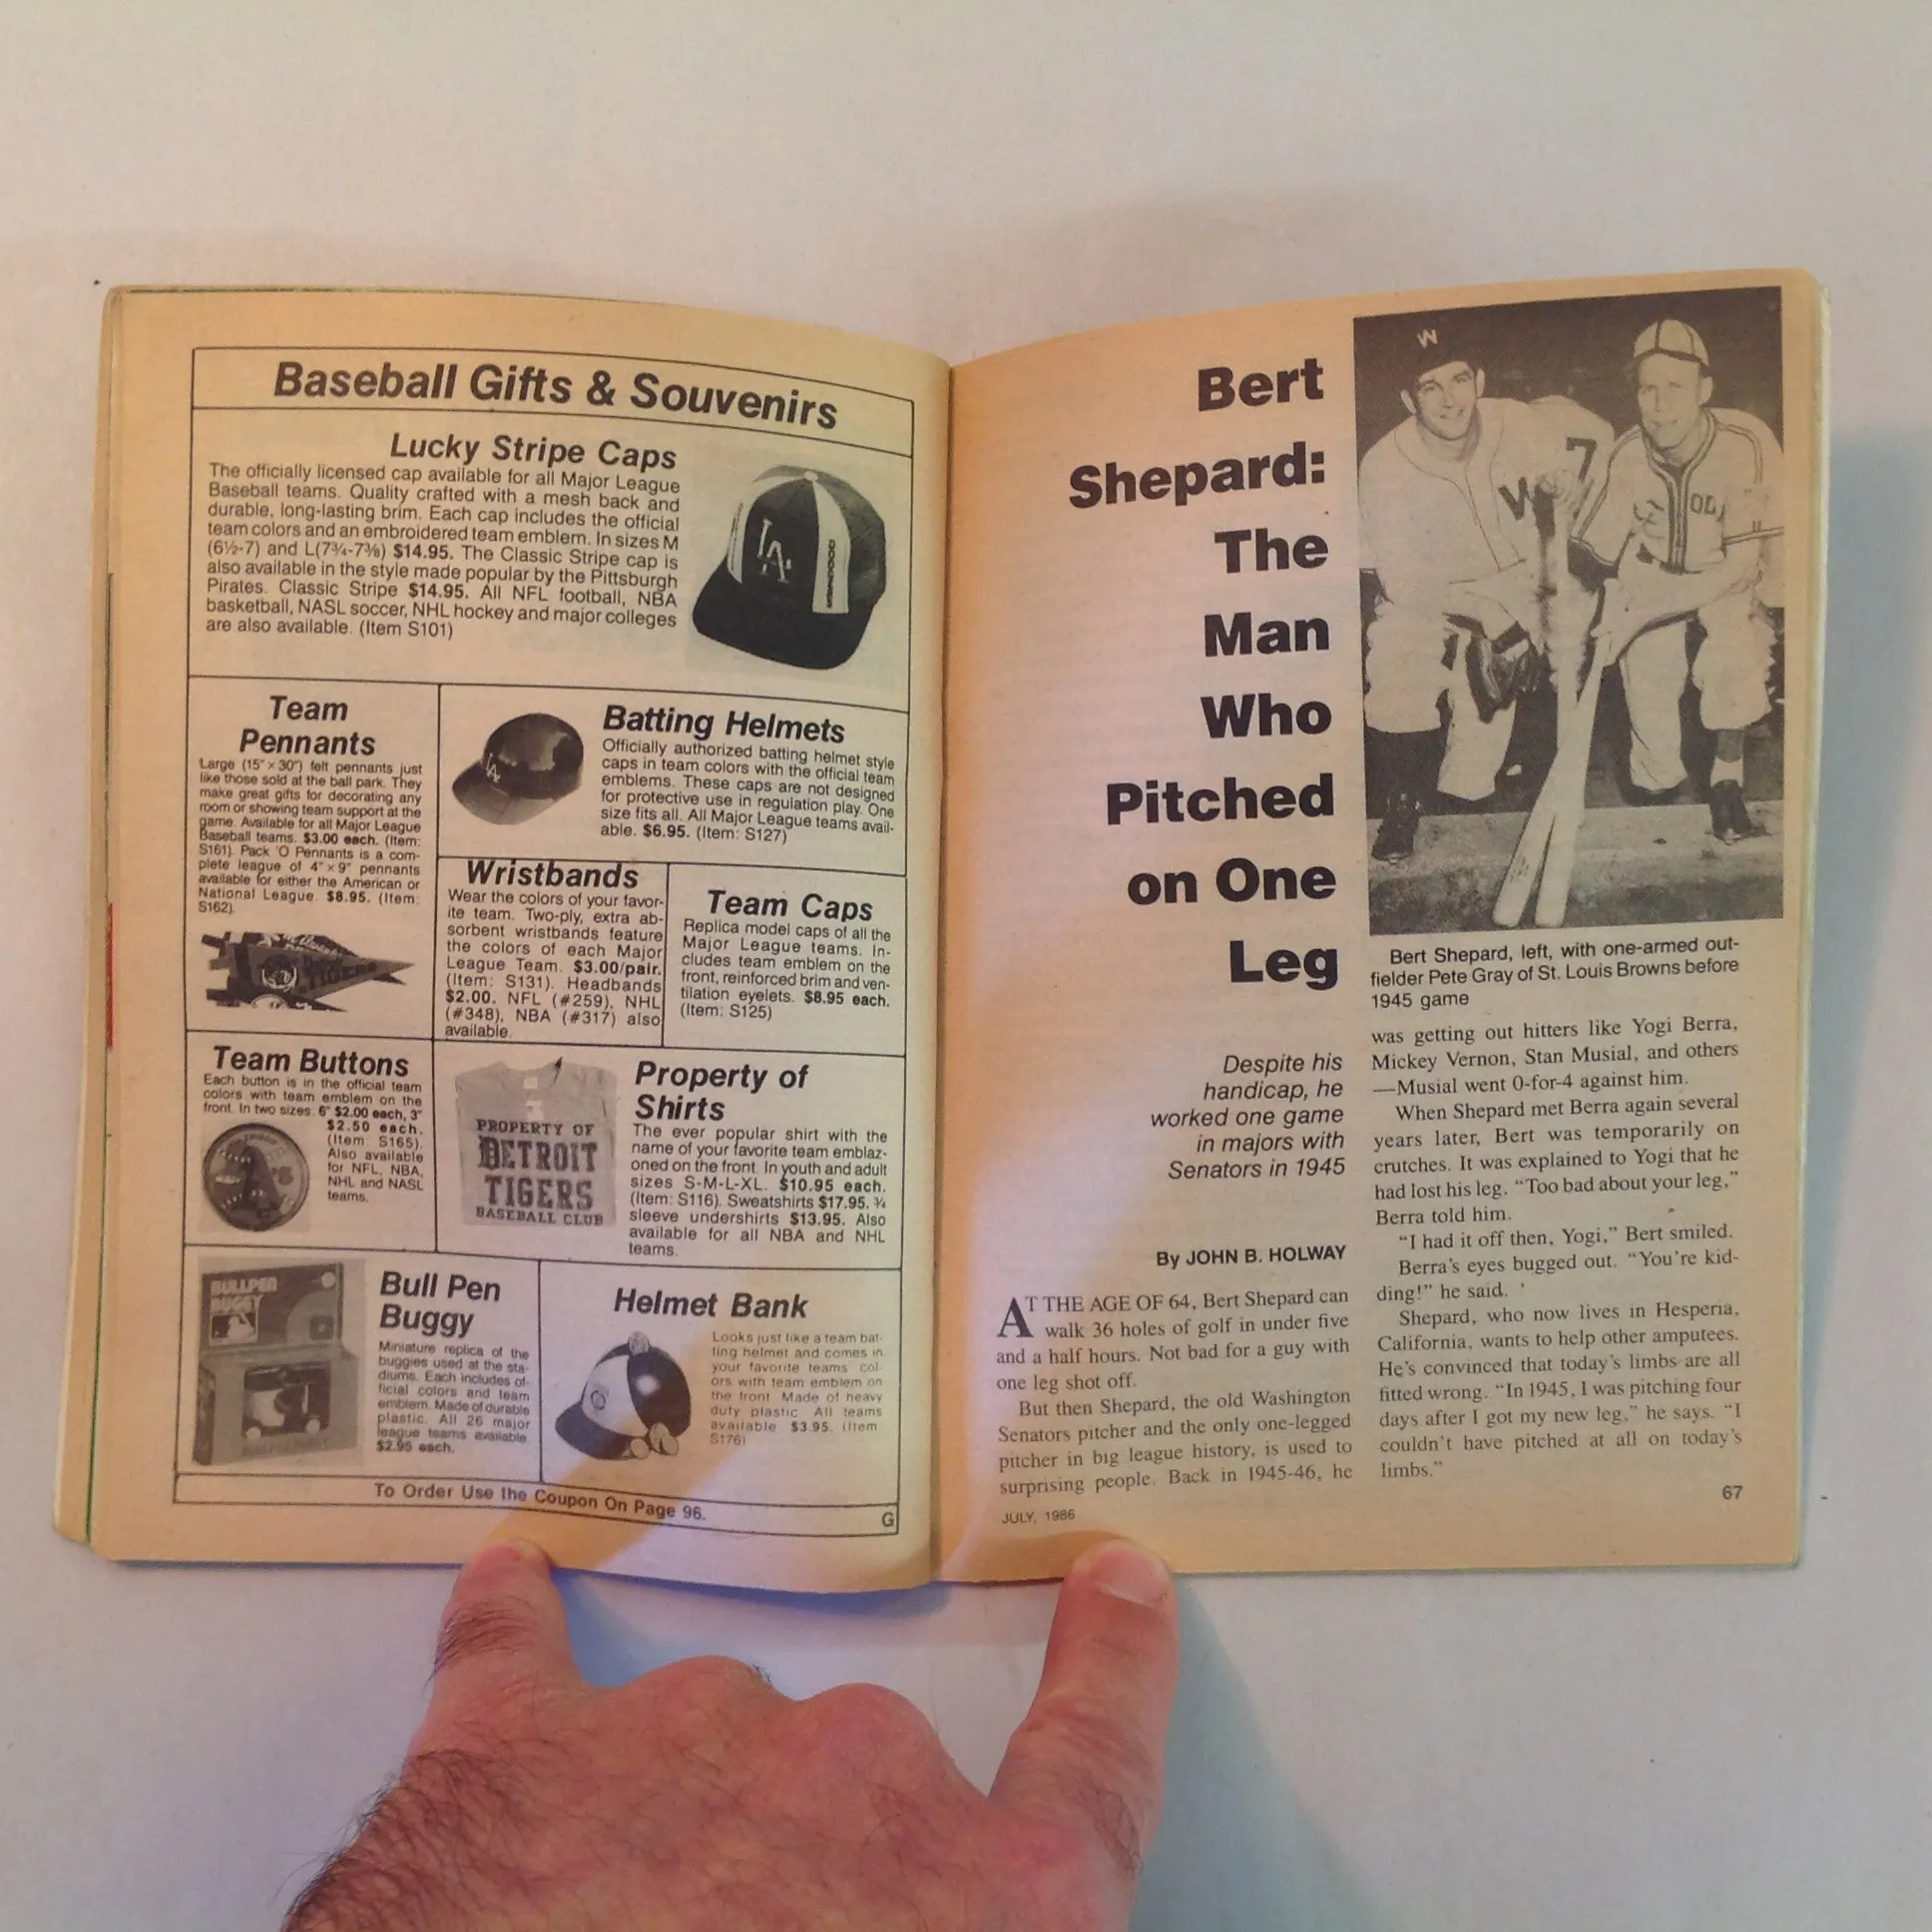 Baseball Gifts & Souvenirs
Lucky Stripe Caps
The officially licensed cap available for all Major League
Baseball teams. Quality crafted with a mesh back and
durable, long-lasting brim. Each cap includes the official
team colors and an embroidered team emblem. In sizes M
(6½-7) and L(7¾-7⅜) $14.95. The Classic Stripe cap is
also available in the style made popular by the Pittsburgh
Pirates. Classic Stripe $14.95. All NFL football, NBA
basketball, NASL soccer, NHL hockey and major colleges
are also available. (Item S101)
LA
DODGERS
Team
Pennants
Large (15" × 30") felt pennants just
like those sold at the ball park. They
make great gifts for decorating any
room or showing team support at the
game. Available for all Major League
Baseball teams. $3.00 each. (Item:
S161). Pack 'O Pennants is a com-
plete league of 4" × 9" pennants
available for either the American or
National League. $8.95. (Item:
S162).
TIGERS
LA
Batting Helmets
Officially authorized batting helmet style
caps in team colors with the official team
emblems. These caps are not designed
for protective use in regulation play. One
size fits all. All Major League teams avail-
able. $6.95. (Item: S127)
Wristbands
Wear the colors of your favor-
ite team. Two-ply, extra ab-
sorbent wristbands feature
the colors of each Major
League Team. $3.00/pair.
(Item: S131). Headbands
$2.00. NFL (#259), NHL
(#348), NBA (#317) also
available.
Team Caps
Replica model caps of all the
Major League teams. In-
cludes team emblem on the
front, reinforced brim and ven-
tilation eyelets. $8.95 each.
(Item: S125)
Team Buttons
Each button is in the official team
colors with team emblem on the
front. In two sizes: 6" $2.00 each, 3"
$2.50 each.
(Item: S165).
Also available
for NFL, NBA,
NHL and NASL
teams.
A's
PROPERTY OF
DETROIT
TIGERS
BASEBALL CLUB
Property of
Shirts
The ever popular shirt with the
name of your favorite team emblaz-
oned on the front. In youth and adult
sizes S-M-L-XL. $10.95 each.
(Item: S116). Sweatshirts $17.95. ¾
sleeve undershirts $13.95. Also
available for all NBA and NHL
teams.
BULLPEN
BUGGY
Bull Pen
Buggy
Miniature replica of the
buggies used at the sta-
diums. Each includes of-
ficial colors and team
emblem. Made of durable
plastic. All 26 major
league teams available.
$2.95 each.
Helmet Bank
Looks just like a team bat-
ting helmet and comes in
your favorite teams col-
ors with team emblem on
the front. Made of heavy
duty plastic. All teams
available $3.95. (Item:
S176)
To Order Use the Coupon On Page 96.
G
Bert
Shepard:
The
Man
Who
Pitched
on One
Leg
Despite his
handicap, he
worked one game
in majors with
Senators in 1945
By JOHN B. HOLWAY
AT THE AGE OF 64, Bert Shepard can
walk 36 holes of golf in under five
and a half hours. Not bad for a guy with
one leg shot off.
But then Shepard, the old Washington
Senators pitcher and the only one-legged
pitcher in big league history, is used to
surprising people. Back in 1945-46, he
JULY, 1986
W
W
7
Bert Shepard, left, with one-armed out-
fielder Pete Gray of St. Louis Browns before
1945 game
was getting out hitters like Yogi Berra,
Mickey Vernon, Stan Musial, and others
—Musial went 0-for-4 against him.
When Shepard met Berra again several
years later, Bert was temporarily on
crutches. It was explained to Yogi that he
had lost his leg. "Too bad about your leg,"
Berra told him.
"I had it off then, Yogi," Bert smiled.
Berra's eyes bugged out. "You're kid-
ding!" he said.
Shepard, who now lives in Hesperia,
California, wants to help other amputees.
He's convinced that today's limbs are all
fitted wrong. "In 1945, I was pitching four
days after I got my new leg," he says. "I
couldn't have pitched at all on today's
limbs."
67